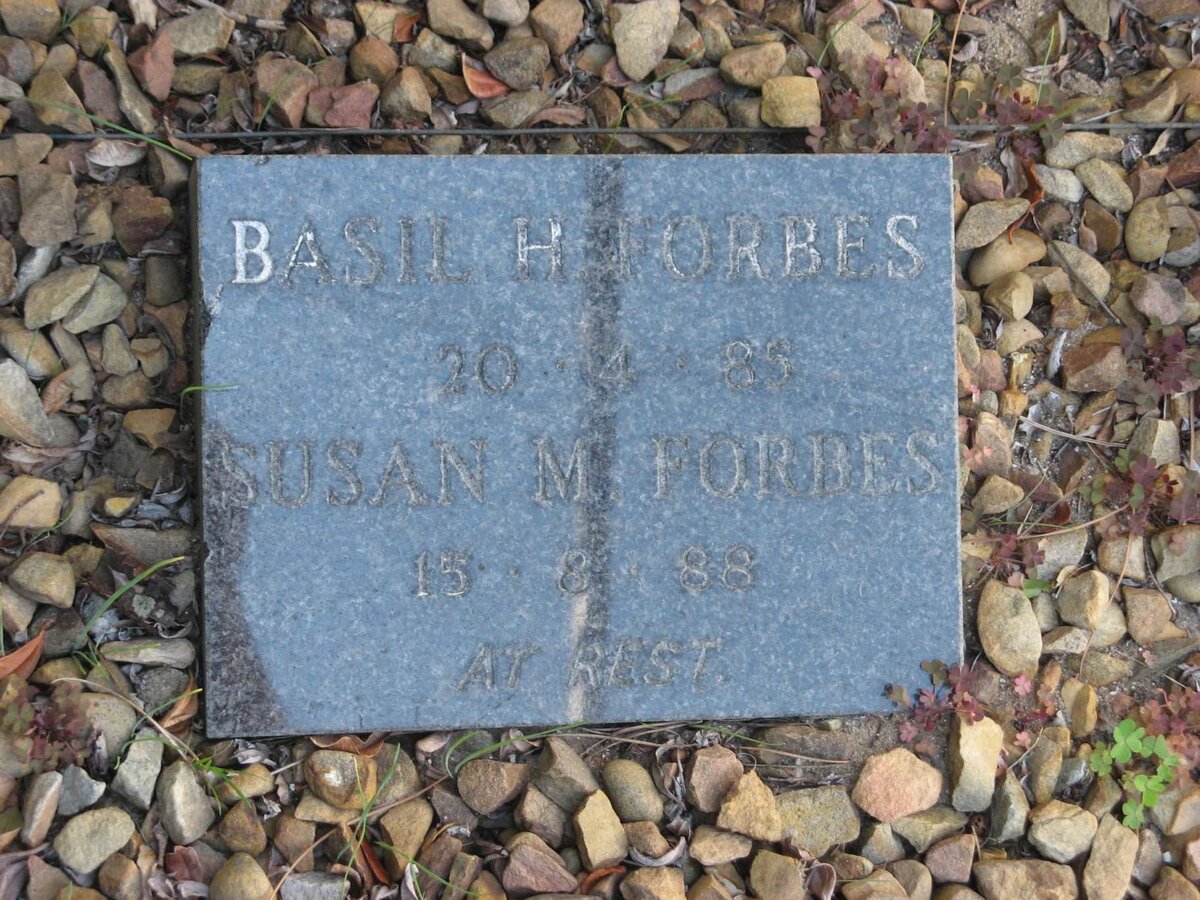 BASIL H FORBES
20 · 4 · 85
SUSAN M FORBES
15 · 8 · 88
AT REST.